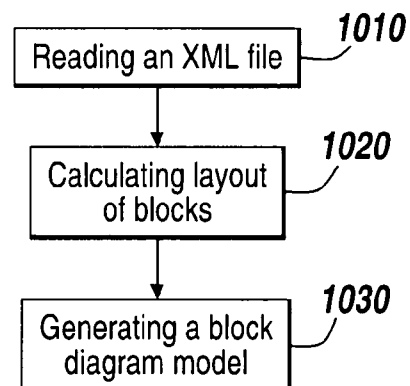 1010
Reading an XML file
1020
Calculating layout
of blocks
1030
Generating a block
diagram model